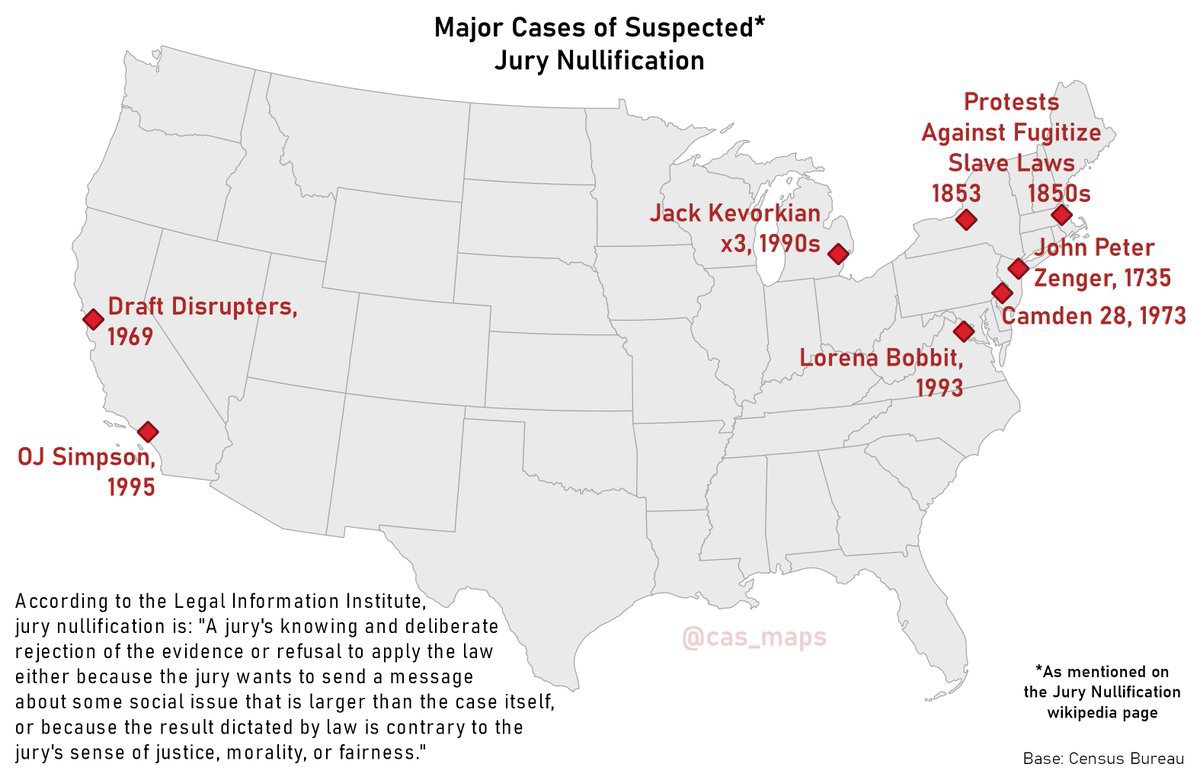 Major Cases of Suspected*
Jury Nullification
Protests
Against Fugitize
Slave Laws
1853
1850s
Jack Kevorkian
x3, 1990s
John Peter
Zenger, 1735
Camden 28, 1973
Draft Disrupters,
1969
Lorena Bobbit,
1993
OJ Simpson,
1995
According to the Legal Information Institute,
jury nullification is: "A jury's knowing and deliberate
rejection of the evidence or refusal to apply the law
either because the jury wants to send a message
about some social issue that is larger than the case itself,
or because the result dictated by law is contrary to the
jury's sense of justice, morality, or fairness."
@cas_maps
*As mentioned on
the Jury Nullification
wikipedia page
Base: Census Bureau